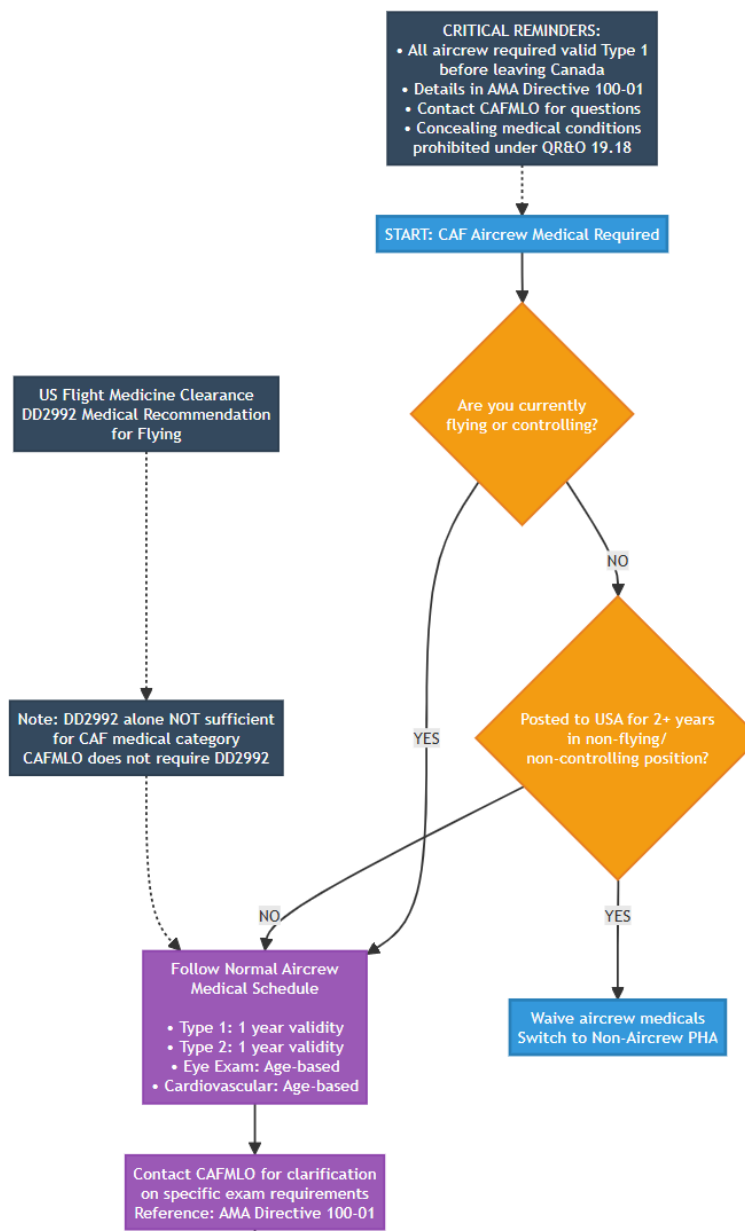 CRITICAL REMINDERS:
• All aircrew required valid Type 1
before leaving Canada
• Details in AMA Directive 100-01
• Contact CAFMLO for questions
• Concealing medical conditions
prohibited under QR&O 19.18
START: CAF Aircrew Medical Required
Are you currently
flying or controlling?
US Flight Medicine Clearance
DD2992 Medical Recommendation
for Flying
NO
Note: DD2992 alone NOT sufficient
for CAF medical category
CAFMLO does not require DD2992
YES
Posted to USA for 2+ years
in non-flying/
non-controlling position?
NO
YES
Follow Normal Aircrew
Medical Schedule
• Type 1: 1 year validity
• Type 2: 1 year validity
• Eye Exam: Age-based
• Cardiovascular: Age-based
Waive aircrew medicals
Switch to Non-Aircrew PHA
Contact CAFMLO for clarification
on specific exam requirements
Reference: AMA Directive 100-01